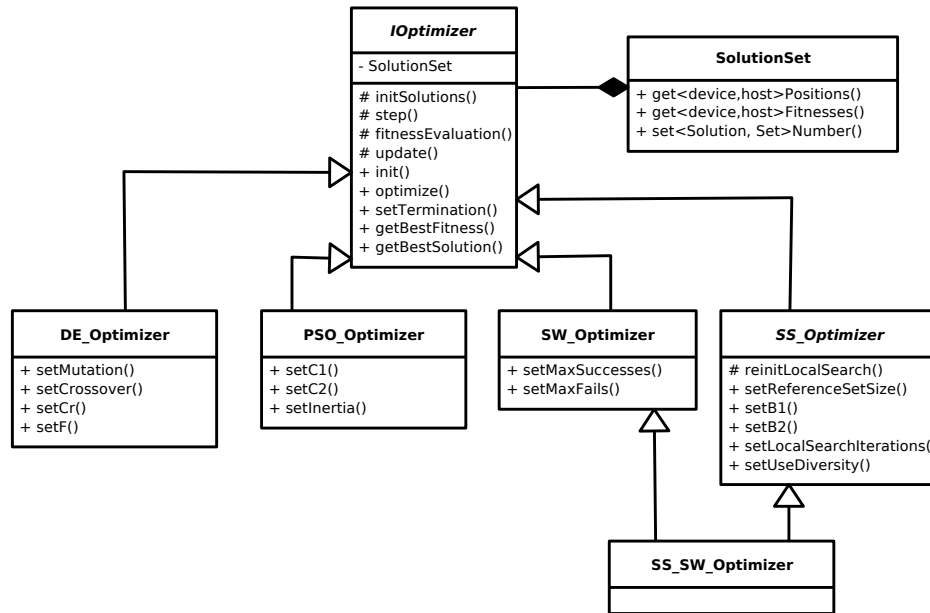 IOptimizer
- SolutionSet
# initSolutions()
# step()
# fitnessEvaluation()
# update()
+ init()
+ optimize()
+ setTermination()
+ getBestFitness()
+ getBestSolution()
SolutionSet
+ get<device,host>Positions()
+ get<device,host>Fitnesses()
+ set<Solution, Set>Number()
DE_Optimizer
+ setMutation()
+ setCrossover()
+ setCr()
+ setF()
PSO_Optimizer
+ setC1()
+ setC2()
+ setInertia()
SW_Optimizer
+ setMaxSuccesses()
+ setMaxFails()
SS_Optimizer
# reinitLocalSearch()
+ setReferenceSetSize()
+ setB1()
+ setB2()
+ setLocalSearchIterations(
+ setUseDiversity()
SS_SW_Optimizer